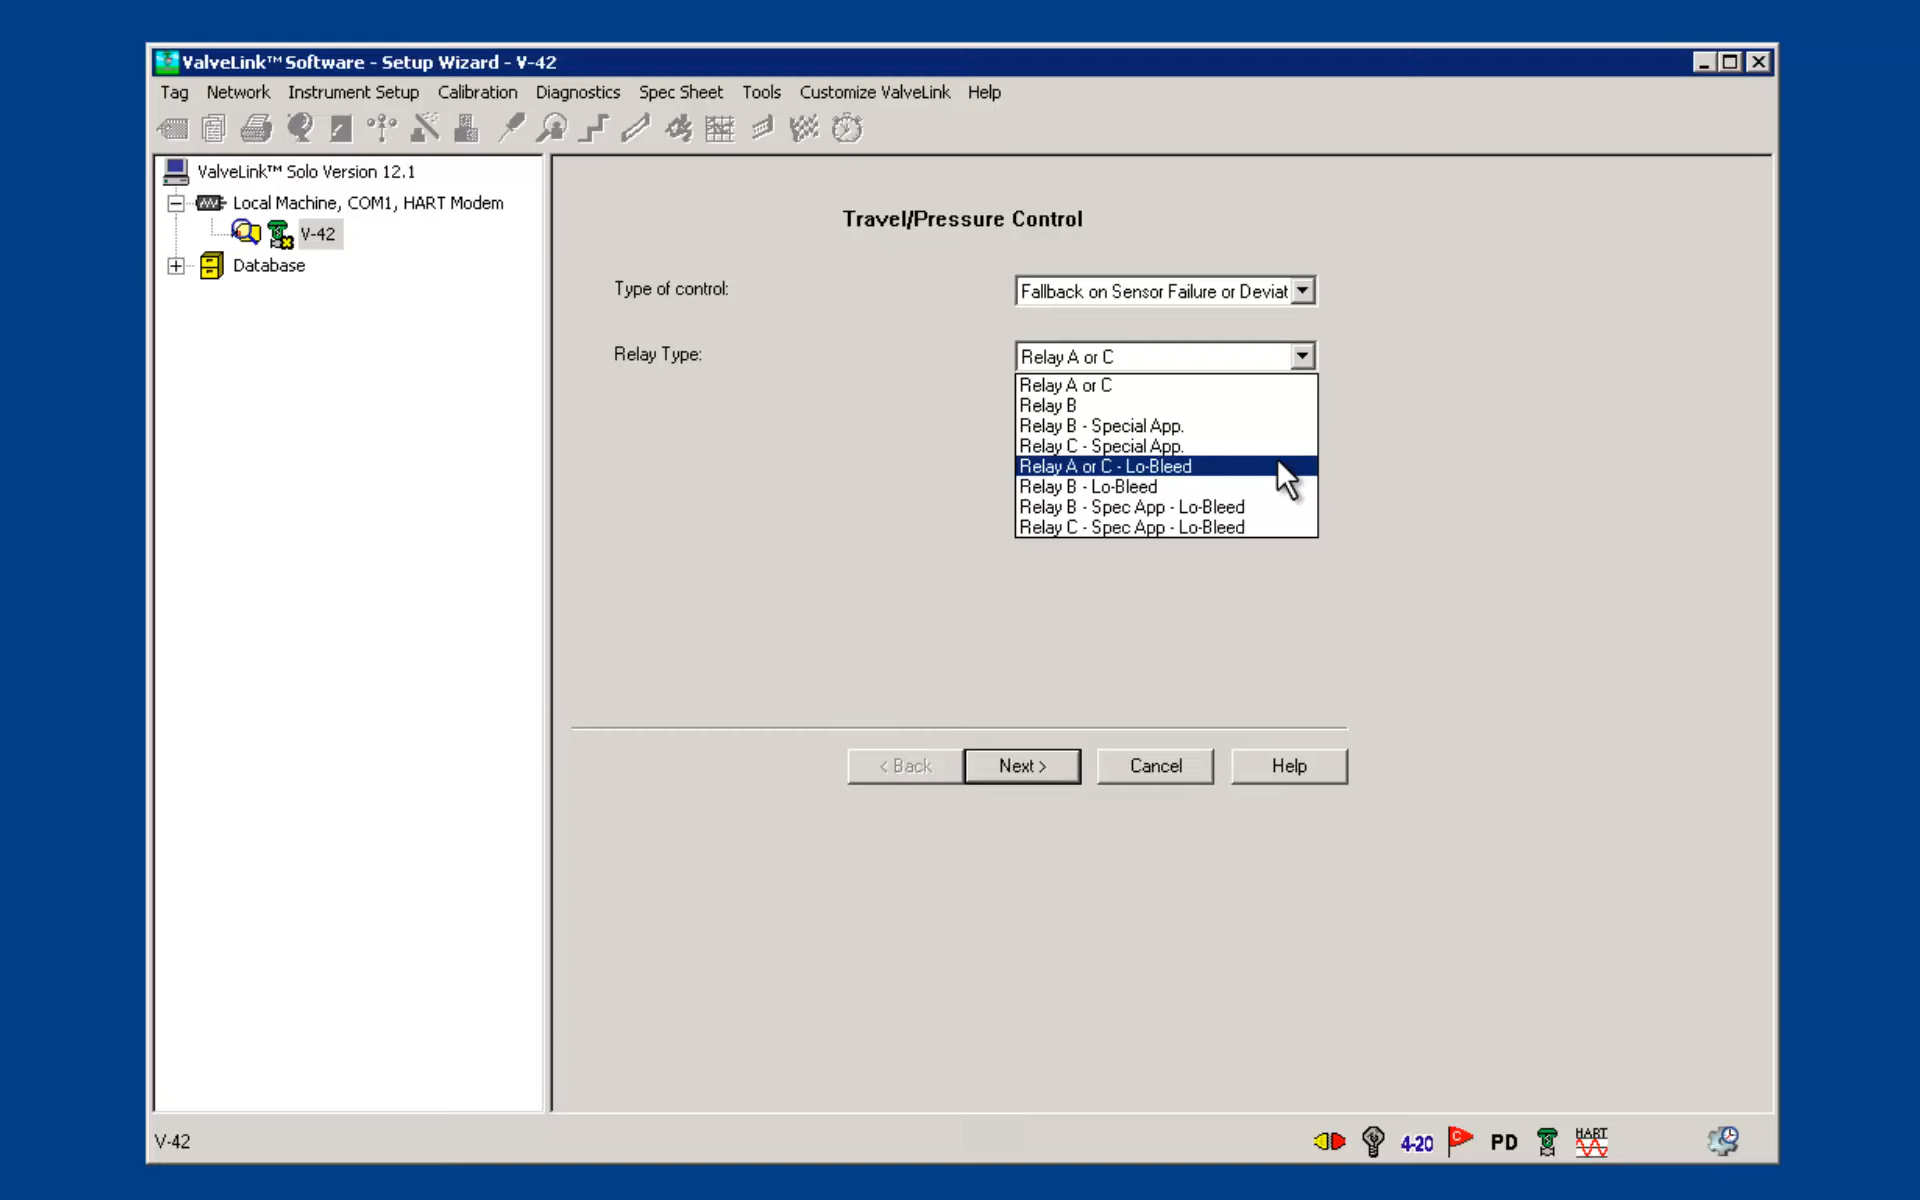 ValveLink™ Software - Setup Wizard - V-42
Tag Network Instrument Setup Calibration Diagnostics Spec Sheet Tools Customize ValveLink Help
ValveLink™ Solo Version 12.1
Local Machine, COM1, HART Modem
V-42
Database
Travel/Pressure Control
Type of control:
Fallback on Sensor Failure or Deviat
Relay Type:
Relay A or C
Relay A or C
Relay B
Relay B - Special App.
Relay C - Special App.
Relay A or C - Lo-Bleed
Relay B - Lo-Bleed
Relay B - Spec App - Lo-Bleed
Relay C - Spec App - Lo-Bleed
< Back Next > Cancel Help
V-42
4-20 C PD HART